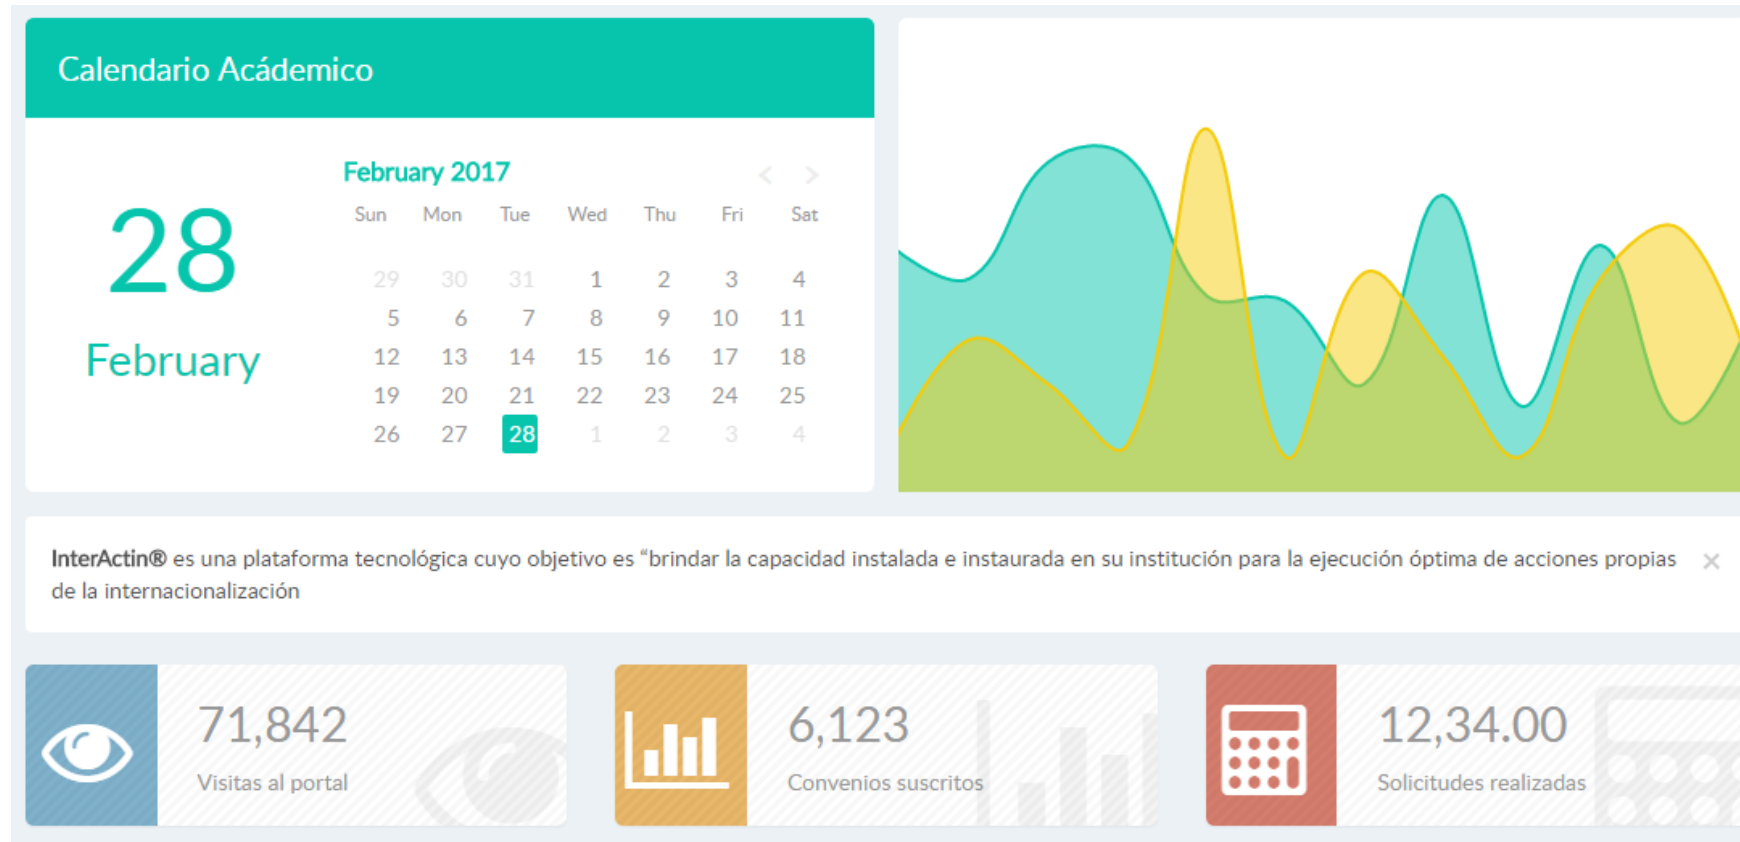 Calendario Acádemico
28
February
February 2017
< >
Sun Mon Tue Wed Thu Fri Sat
29 30 31 1 2 3 4
5 6 7 8 9 10 11
12 13 14 15 16 17 18
19 20 21 22 23 24 25
26 27 28 1 2 3 4
InterActin® es una plataforma tecnológica cuyo objetivo es “brindar la capacidad instalada e instaurada en su institución para la ejecución óptima de acciones propias ×
de la internacionalización
71,842
Visitas al portal
6,123
Convenios suscritos
12,34.00
Solicitudes realizadas